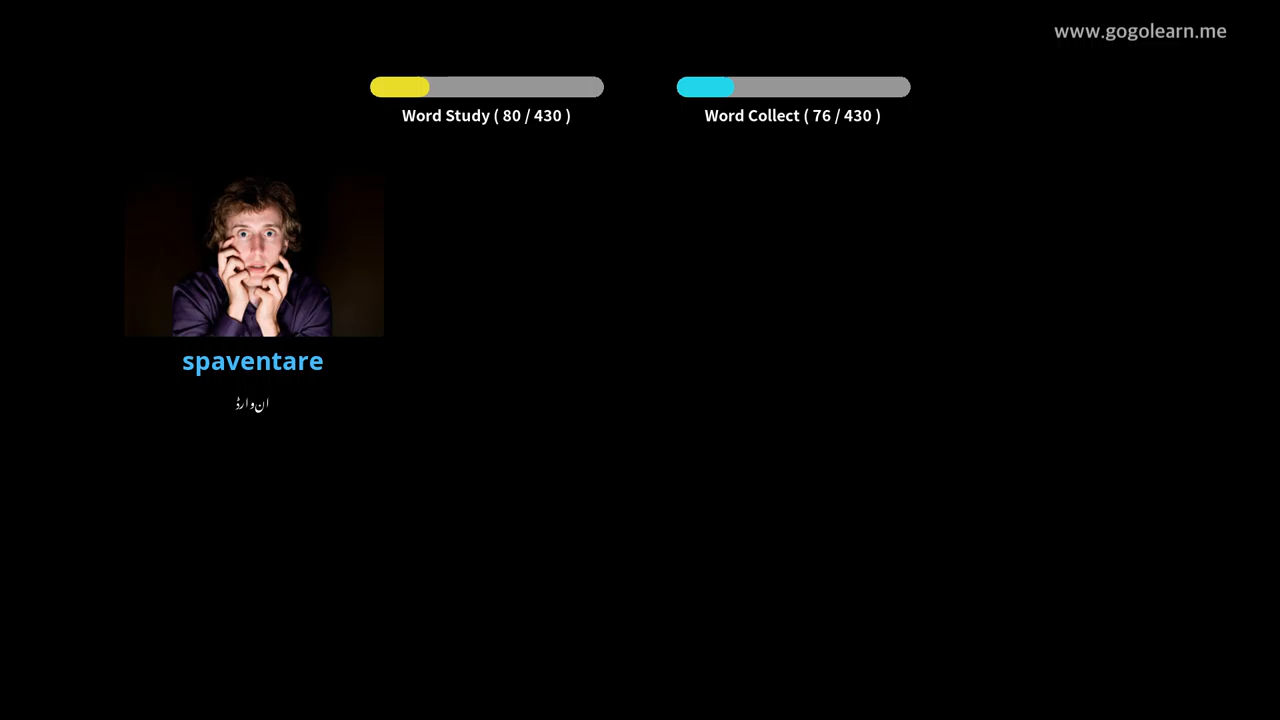 www.gogolearn.me
Word Study ( 80 / 430 )
Word Collect ( 76 / 430 )
spaventare
ان وارڈ